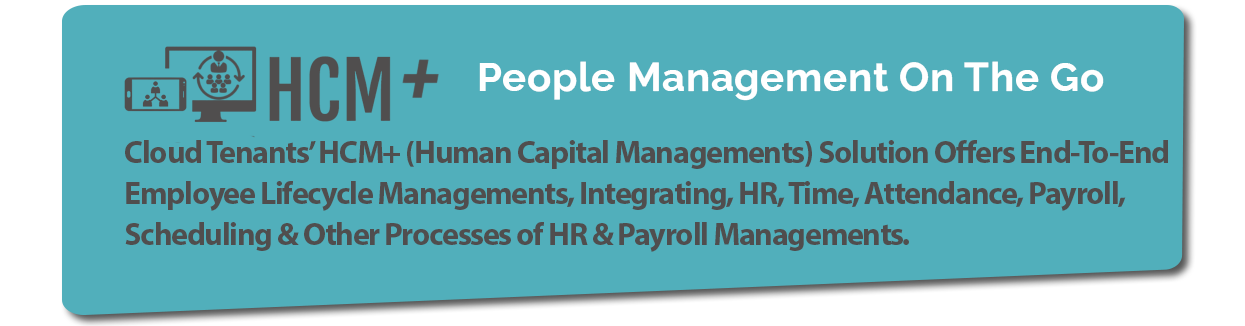 HCM+ People Management On The Go
Cloud Tenants' HCM+ (Human Capital Managements) Solution Offers End-To-End
Employee Lifecycle Managements, Integrating, HR, Time, Attendance, Payroll,
Scheduling & Other Processes of HR & Payroll Managements.